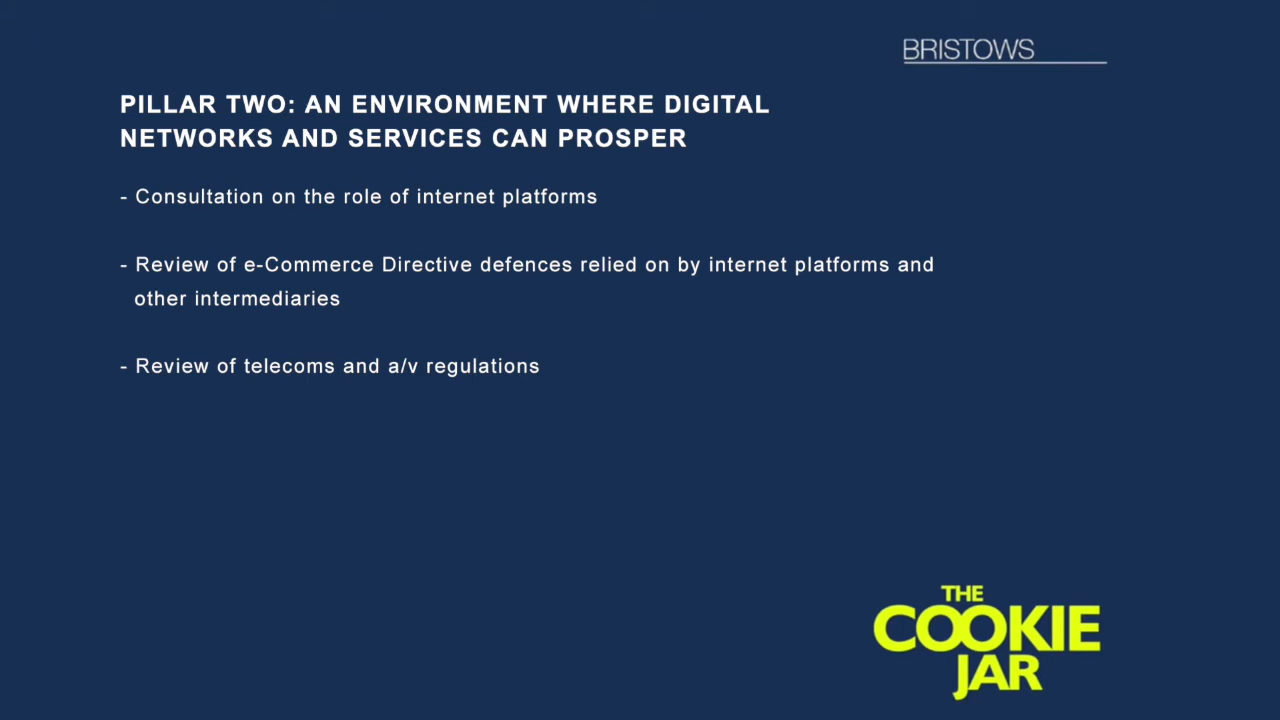 BRISTOWS
PILLAR TWO: AN ENVIRONMENT WHERE DIGITAL
NETWORKS AND SERVICES CAN PROSPER
- Consultation on the role of internet platforms
- Review of e-Commerce Directive defences relied on by internet platforms and
other intermediaries
- Review of telecoms and a/v regulations
THE
COOKIE
JAR